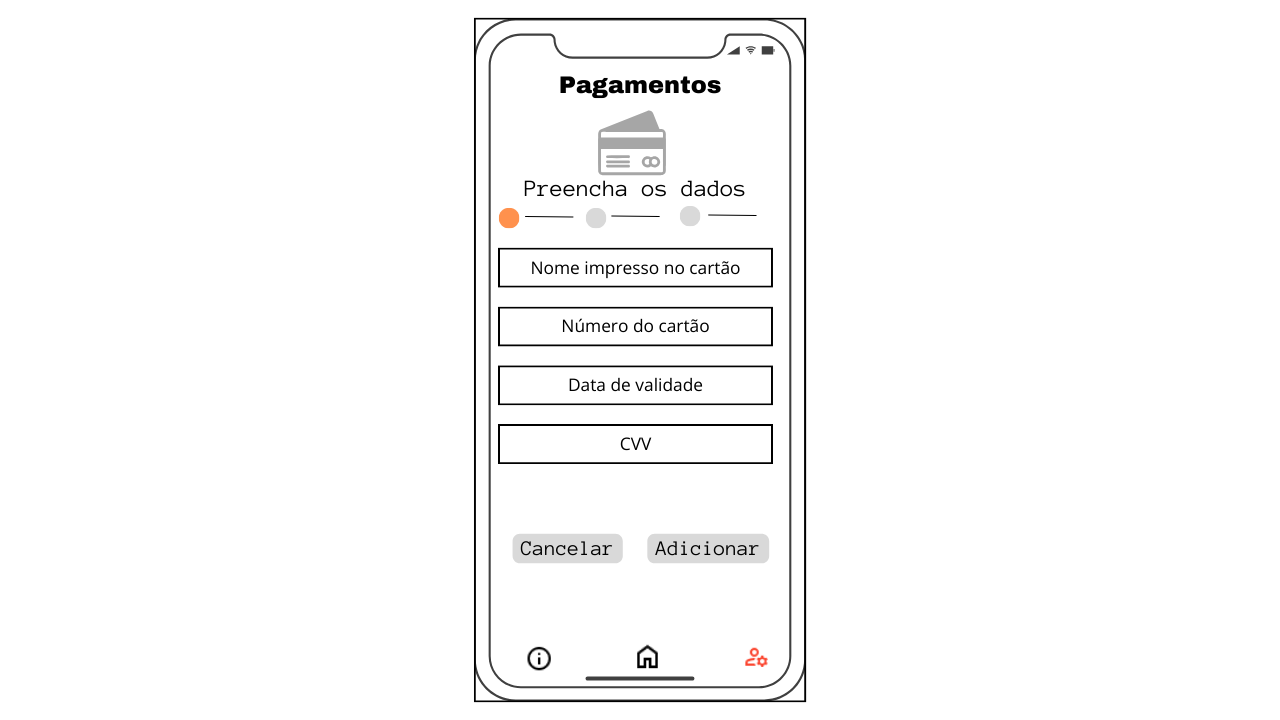 Pagamentos
Preencha os dados
Nome impresso no cartão
Número do cartão
Data de validade
CVV
Cancelar
Adicionar